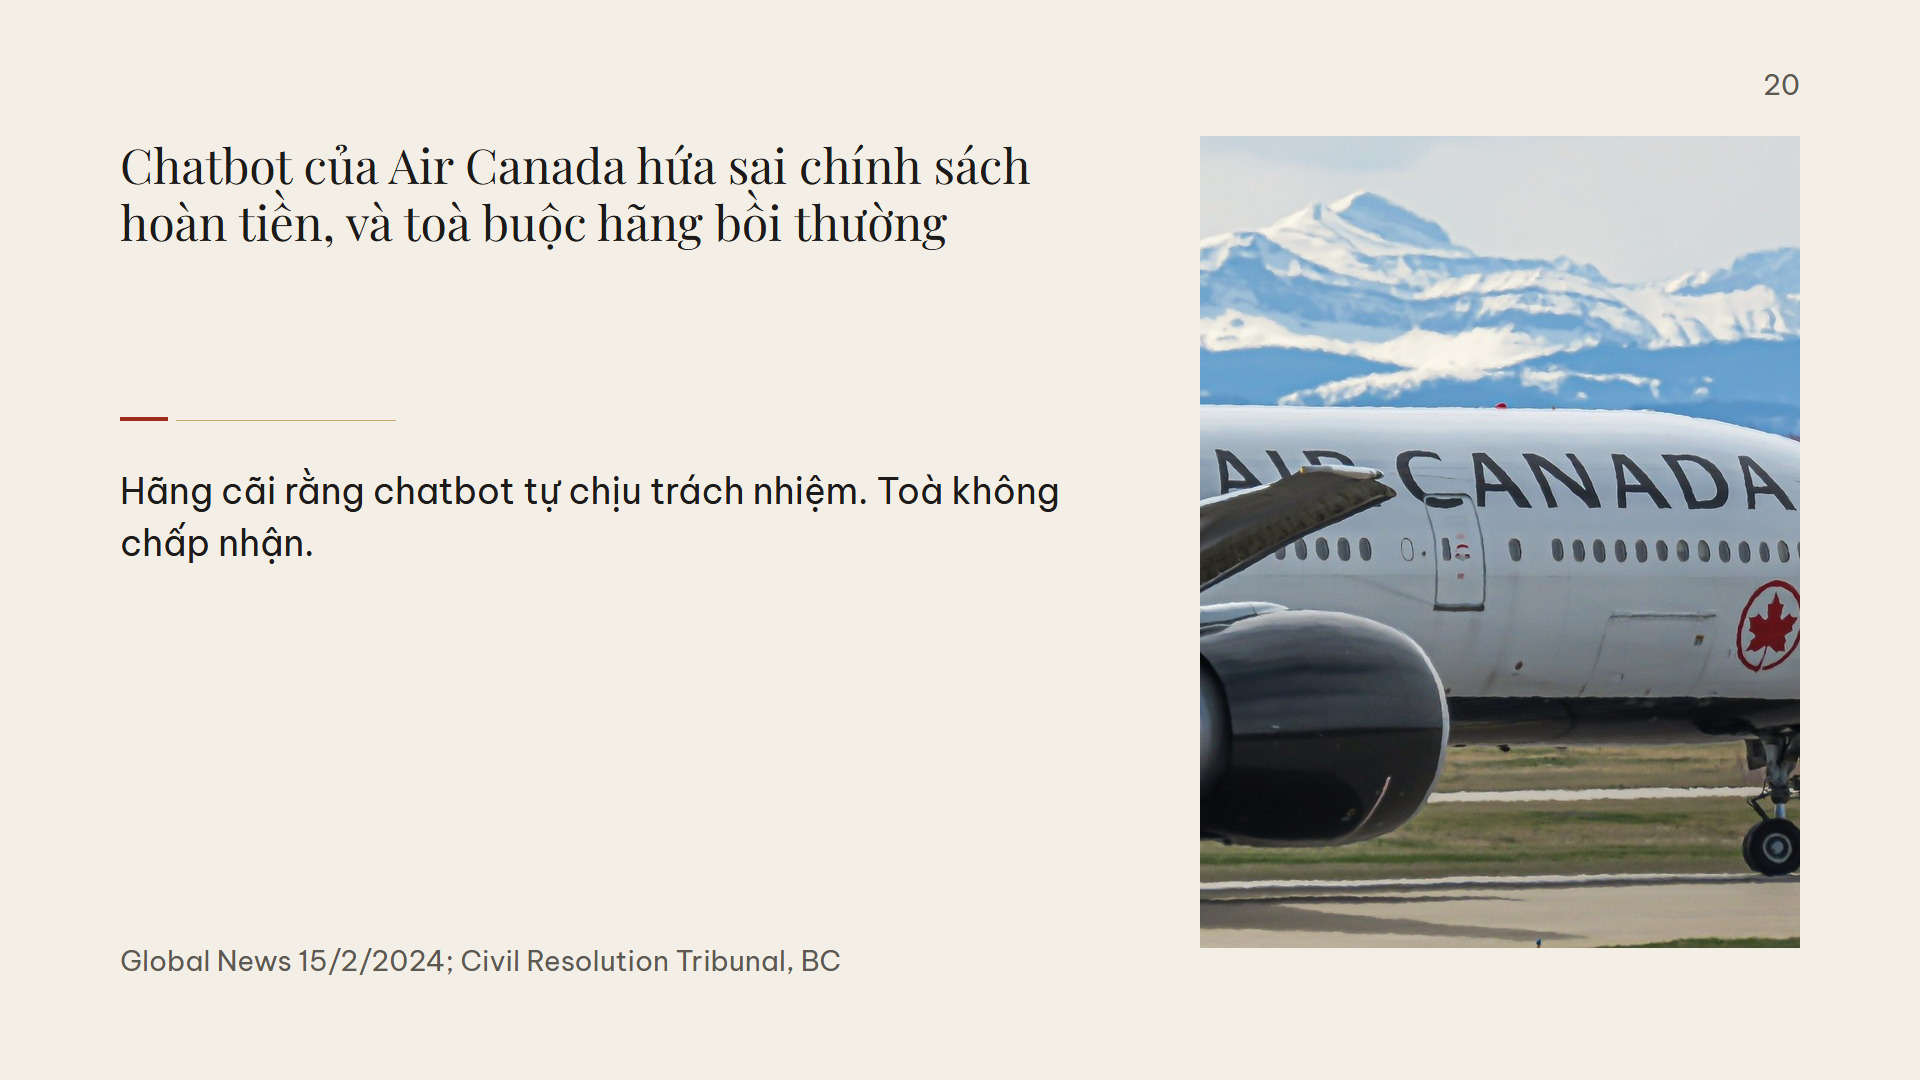 20
Chatbot của Air Canada hứa sai chính sách
hoàn tiền, và toà buộc hãng bồi thường
Hãng cãi rằng chatbot tự chịu trách nhiệm. Toà không
chấp nhận.
AIR CANADA
Global News 15/2/2024; Civil Resolution Tribunal, BC